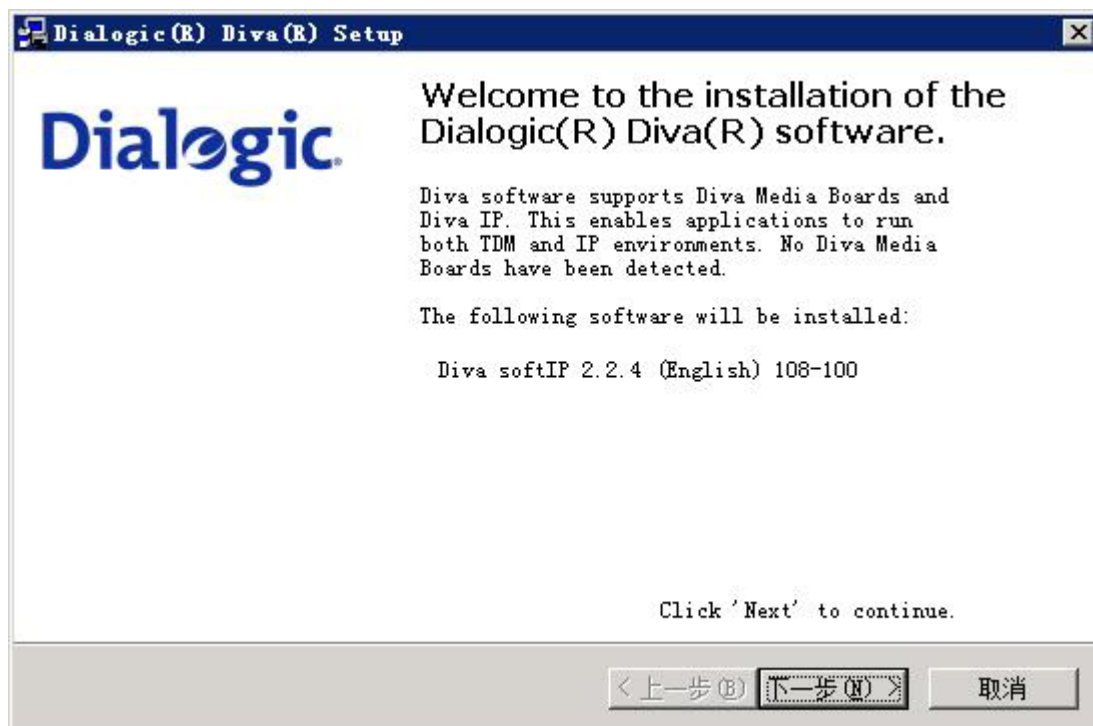 Dialogic(R) Diva(R) Setup
Dialogic
Welcome to the installation of the
Dialogic(R) Diva(R) software.
Diva software supports Diva Media Boards and
Diva IP. This enables applications to run
both TDM and IP environments. No Diva Media
Boards have been detected.
The following software will be installed:
Diva softIP 2.2.4 (English) 108-100
Click 'Next' to continue.
< 上一步(B)
下一步(N) >
取消